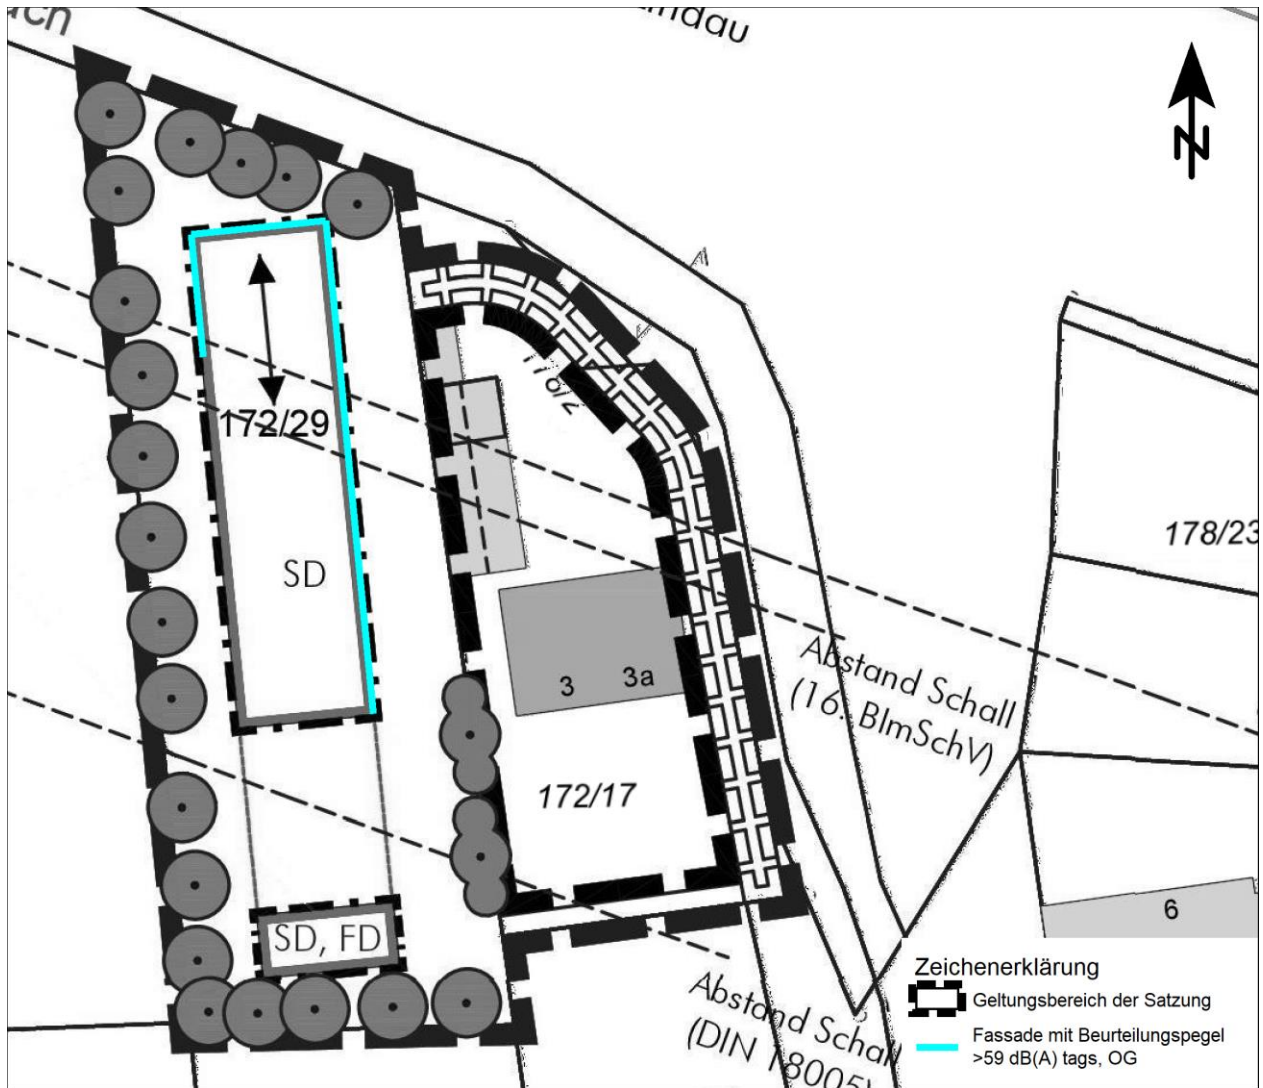 N
172/29
SD
178/23
Abstand Schall
(16. BImSchV)
3
3a
172/17
6
SD, FD
Abstand Schall
(DIN 18005)
Zeichenerklärung
Geltungsbereich der Satzung
Fassade mit Beurteilungspegel
>59 dB(A) tags, OG